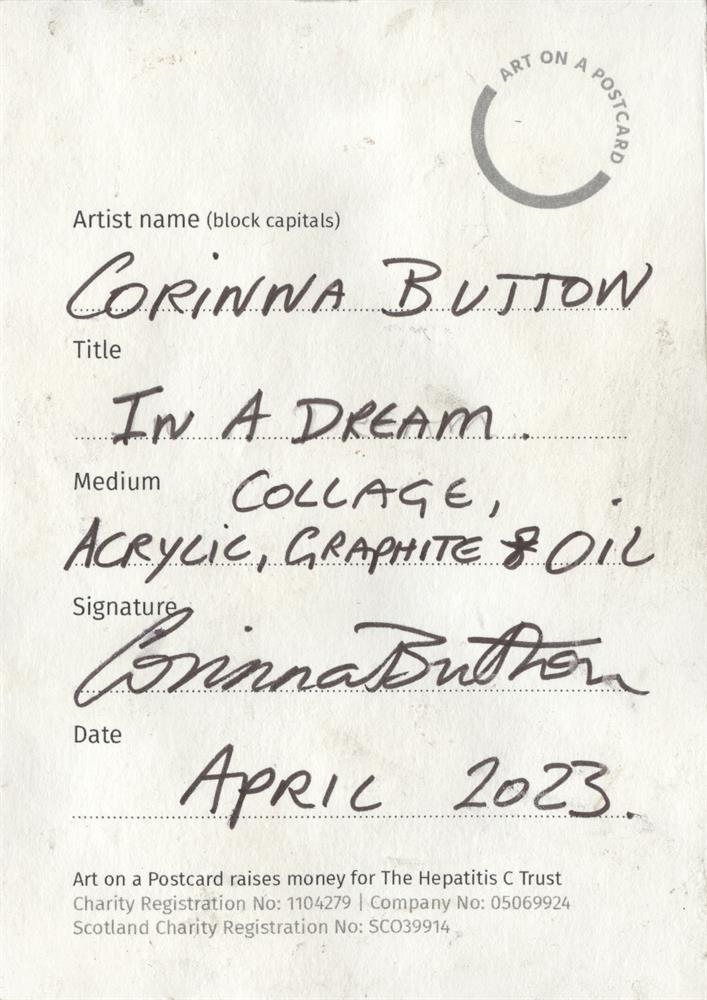 ART ON A POSTCARD
Artist name (block capitals)
CORINNA BUTTON
Title
IN A DREAM.
Medium
COLLAGE,
ACRYLIC, GRAPHITE & OIL
Signature
Corinna Button
Date
APRIL 2023.
Art on a Postcard raises money for The Hepatitis C Trust
Charity Registration No: 1104279 | Company No: 05069924
Scotland Charity Registration No: SCO39914